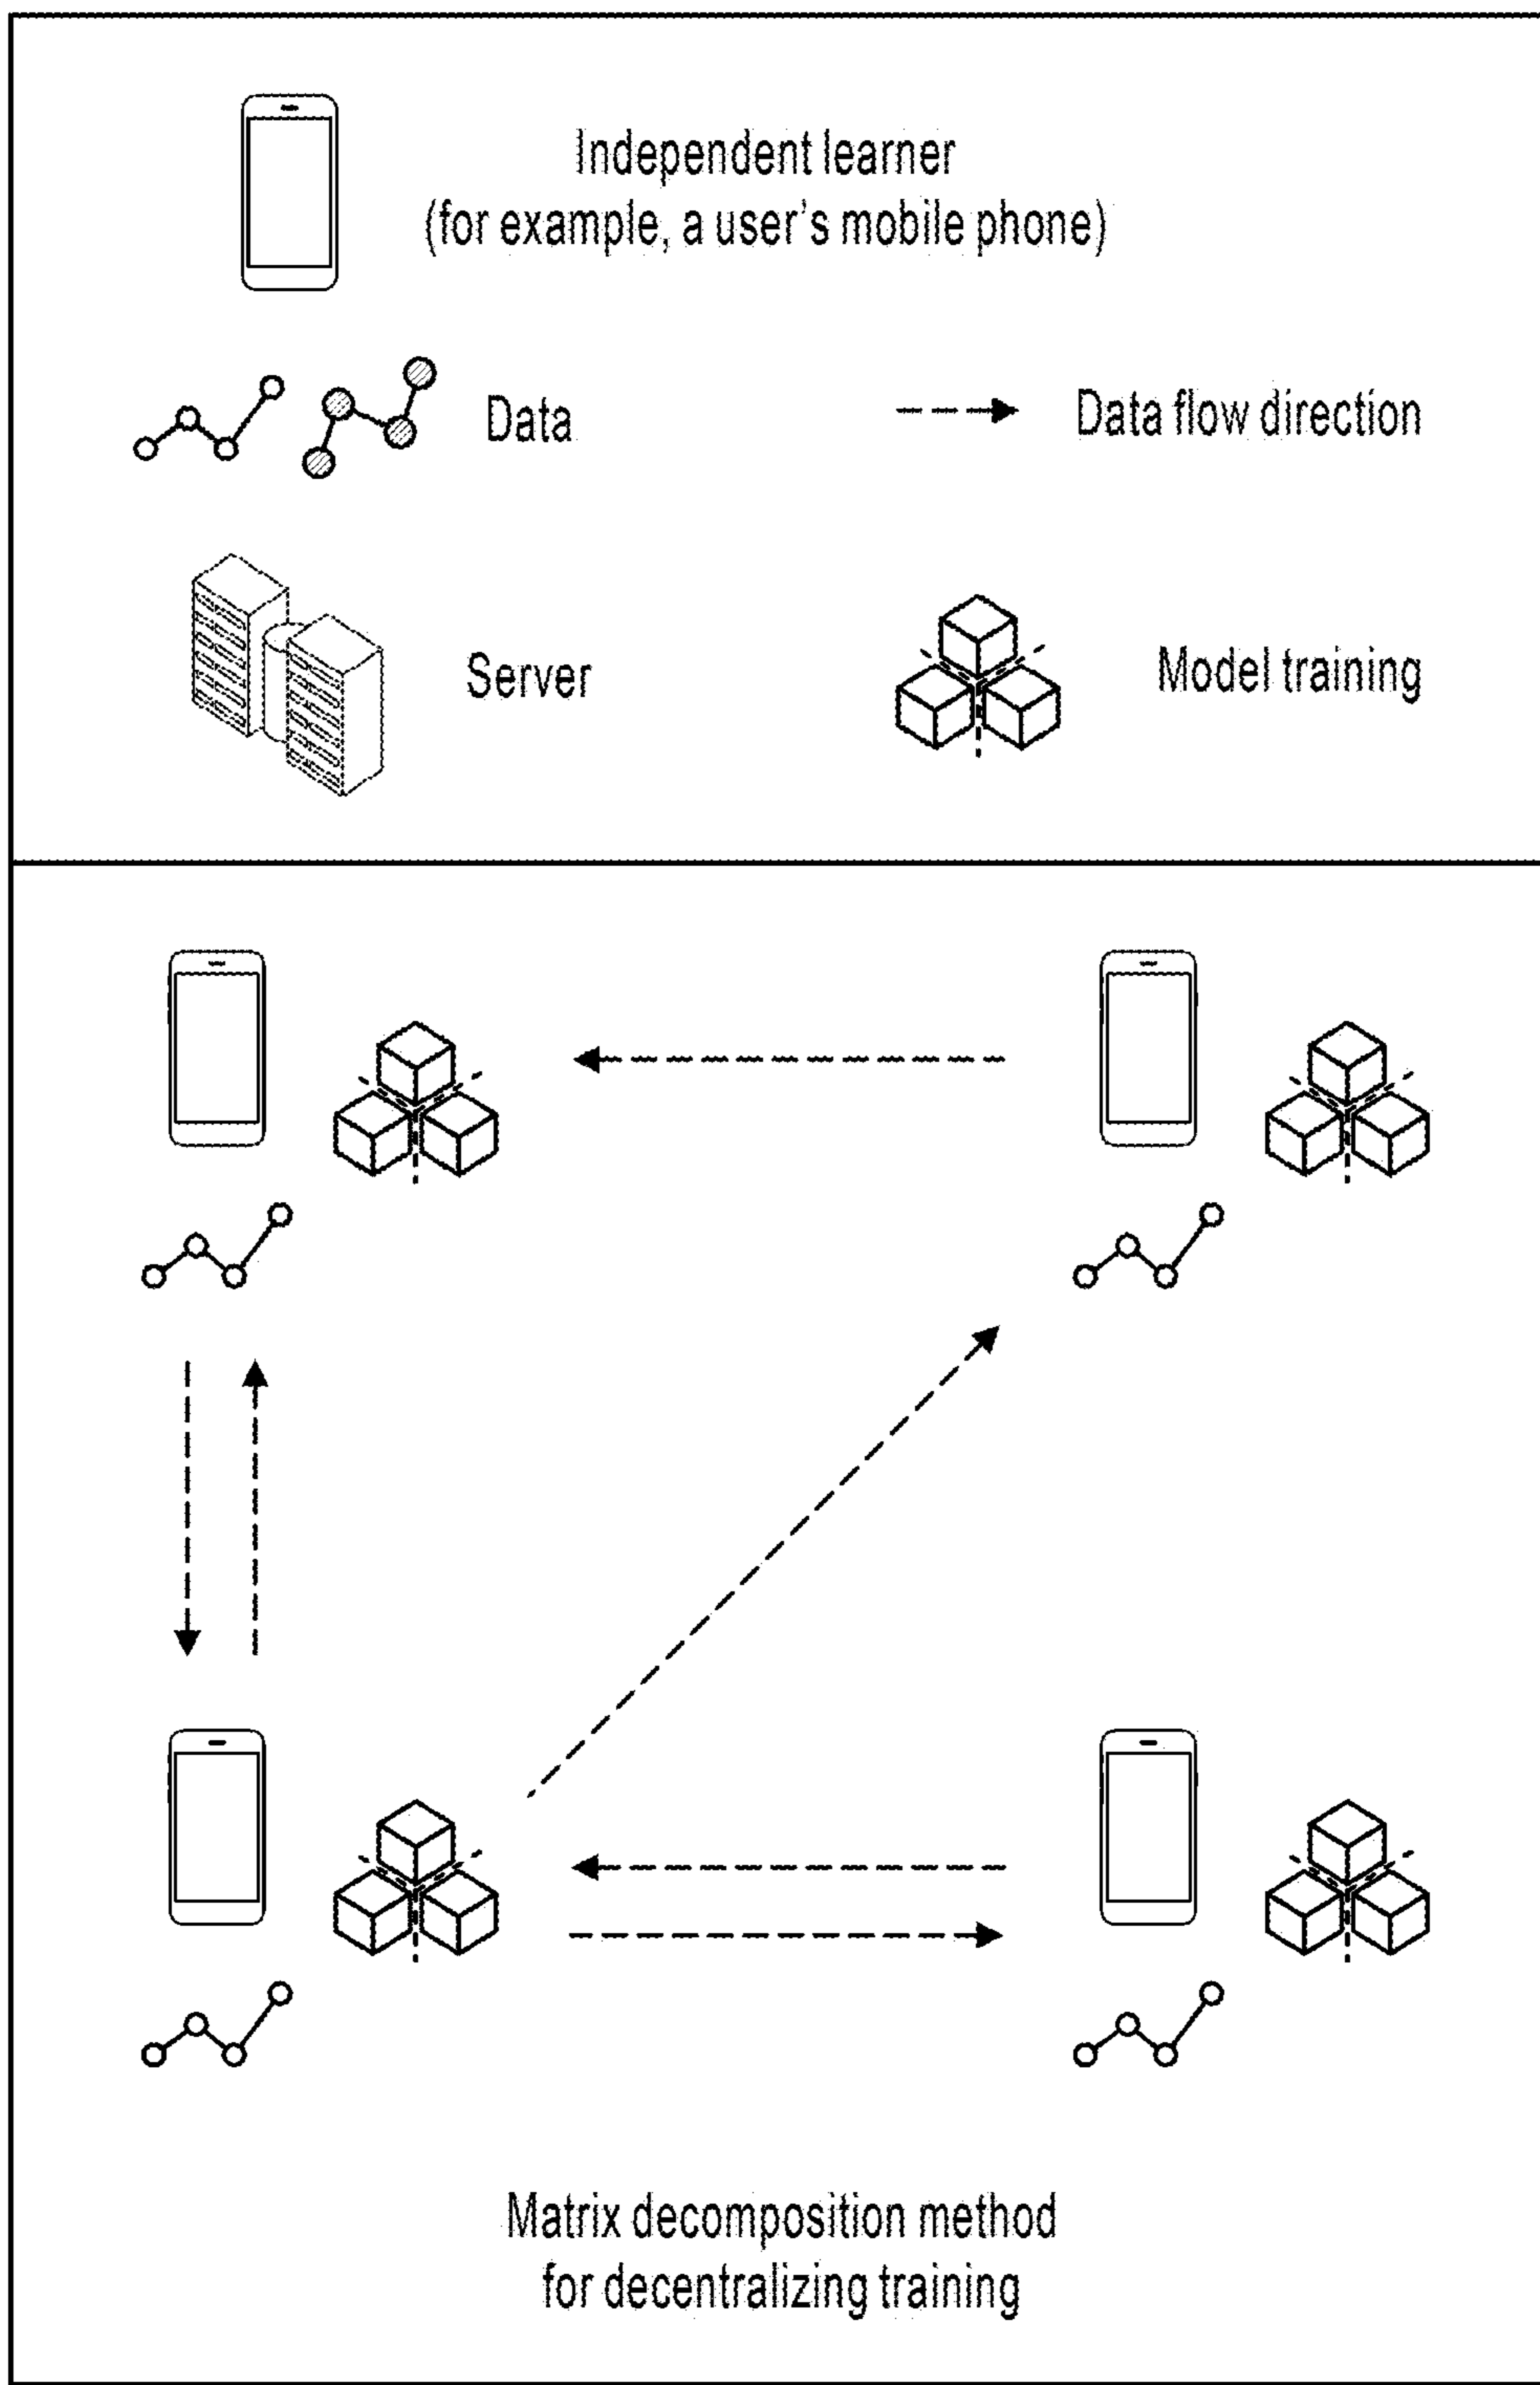 Independent learner
(for example, a user's mobile phone)
Data
Data flow direction
Server
Model training
Matrix decomposition method
for decentralizing training